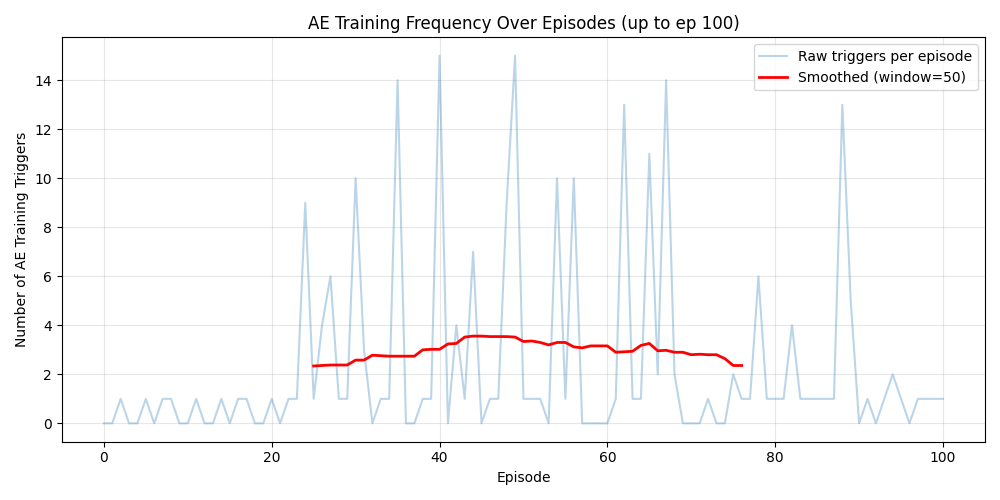 AE Training Frequency Over Episodes (up to ep 100)
Raw triggers per episode
Smoothed (window=50)
Number of AE Training Triggers
14
12
10
8
6
4
2
0
0 20 40 60 80 100
Episode